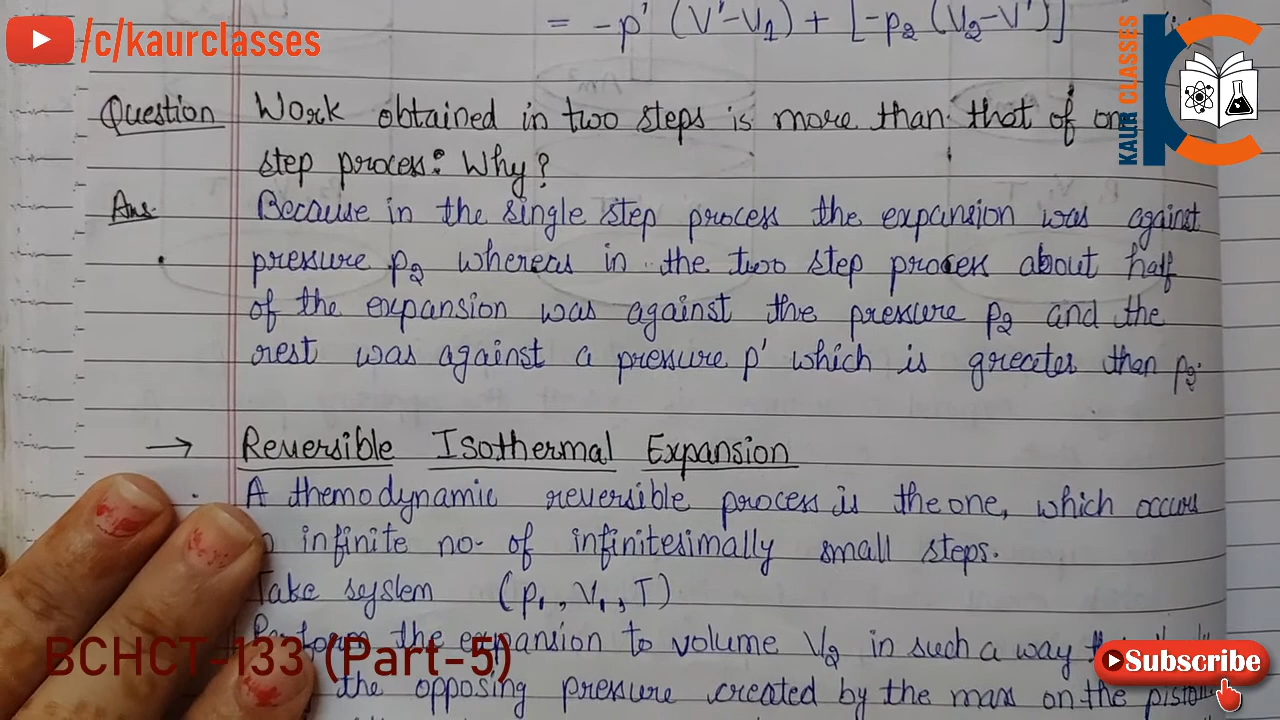 = -p' (V'-V1) + [-p2 (V2-V')]
/c/kaurclasses
KAUR CLASSES
Question Work obtained in two steps is more than that of one
step process: Why?
Ans. Because in the single step process the expansion was against
pressure p2 whereas in the two step process about half
of the expansion was against the pressure p2 and the
rest was against a pressure p' which is greater than p2.
→ Reversible Isothermal Expansion
A themodynamic reversible process is the one, which occurs
infinite no. of infinitesimally small steps.
Take system (p1, V1, T)
Perform the expansion to volume V2 in such a way
the opposing pressure created by the mass on the piston
BCHCT-133 (Part-5)
Subscribe